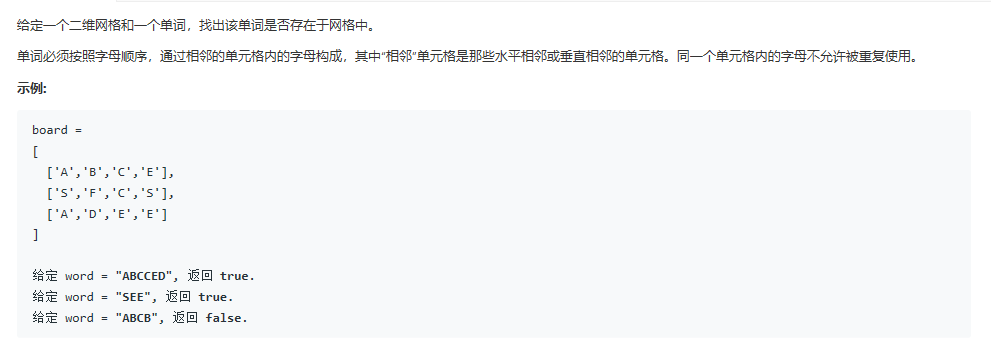 给定一个二维网格和一个单词，找出该单词是否存在于网格中。
单词必须按照字母顺序，通过相邻的单元格内的字母构成，其中“相邻”单元格是那些水平相邻或垂直相邻的单元格。同一个单元格内的字母不允许被重复使用。
示例:
board =
[
  ['A','B','C','E'],
  ['S','F','C','S'],
  ['A','D','E','E']
]
给定 word = "ABCCED", 返回 true.
给定 word = "SEE", 返回 true.
给定 word = "ABCB", 返回 false.